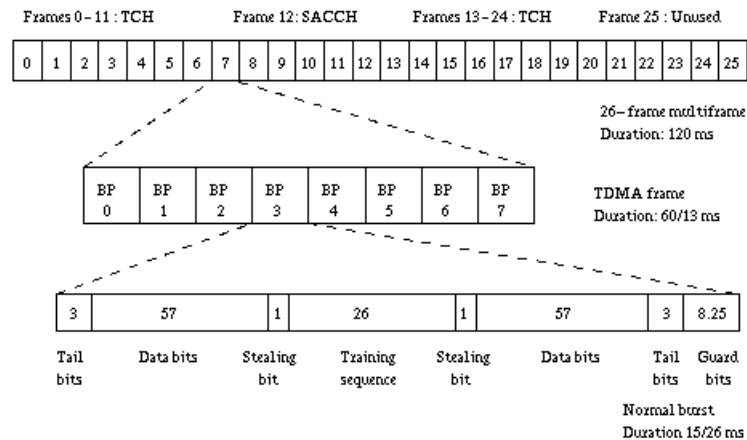 Frames 0–11 : TCH Frame 12: SACCH Frames 13–24 : TCH Frame 25 : Unused
0 1 2 3 4 5 6 7 8 9 10 11 12 13 14 15 16 17 18 19 20 21 22 23 24 25
26–frame multiframe
Duration: 120 ms
BP 0 BP 1 BP 2 BP 3 BP 4 BP 5 BP 6 BP 7
TDMA frame
Duration: 60/13 ms
3 57 1 26 1 57 3 8.25
Tail bits Data bits Stealing bit Training sequence Stealing bit Data bits Tail bits Guard bits
Normal burst
Duration 15/26 ms